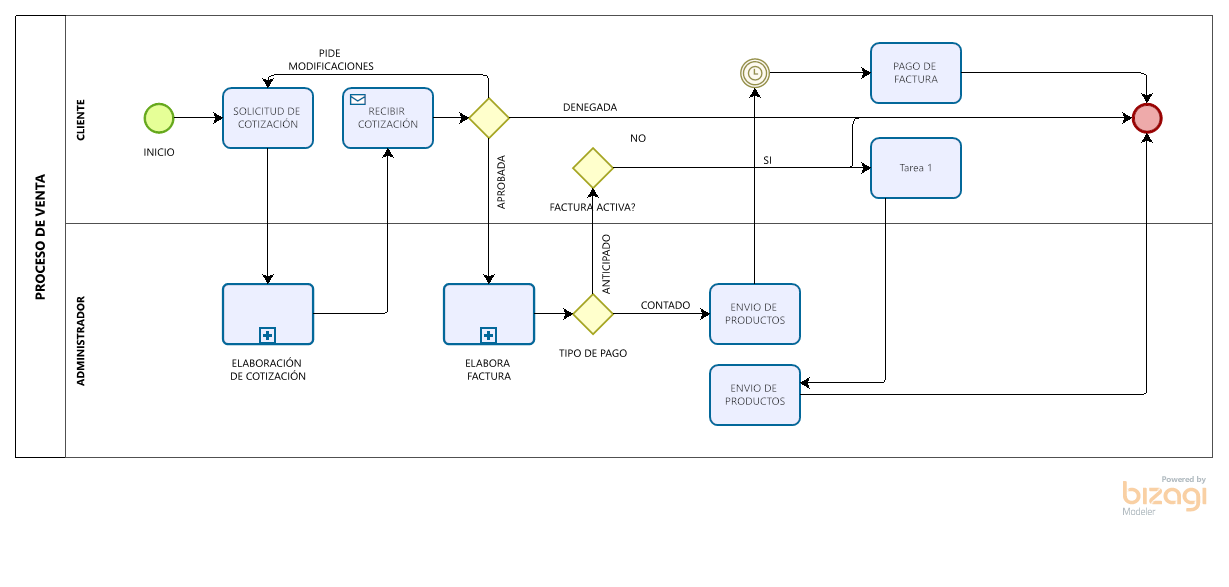 PROCESO DE VENTA
CLIENTE
INICIO
SOLICITUD DE
COTIZACIÓN
PIDE
MODIFICACIONES
RECIBIR
COTIZACIÓN
DENEGADA
APROBADA
NO
SI
FACTURA ACTIVA?
PAGO DE
FACTURA
Tarea 1
ADMINISTRADOR
ELABORACIÓN
DE COTIZACIÓN
ELABORA
FACTURA
ANTICIPADO
TIPO DE PAGO
CONTADO
ENVIO DE
PRODUCTOS
ENVIO DE
PRODUCTOS
Powered by
bizagi
Modeler